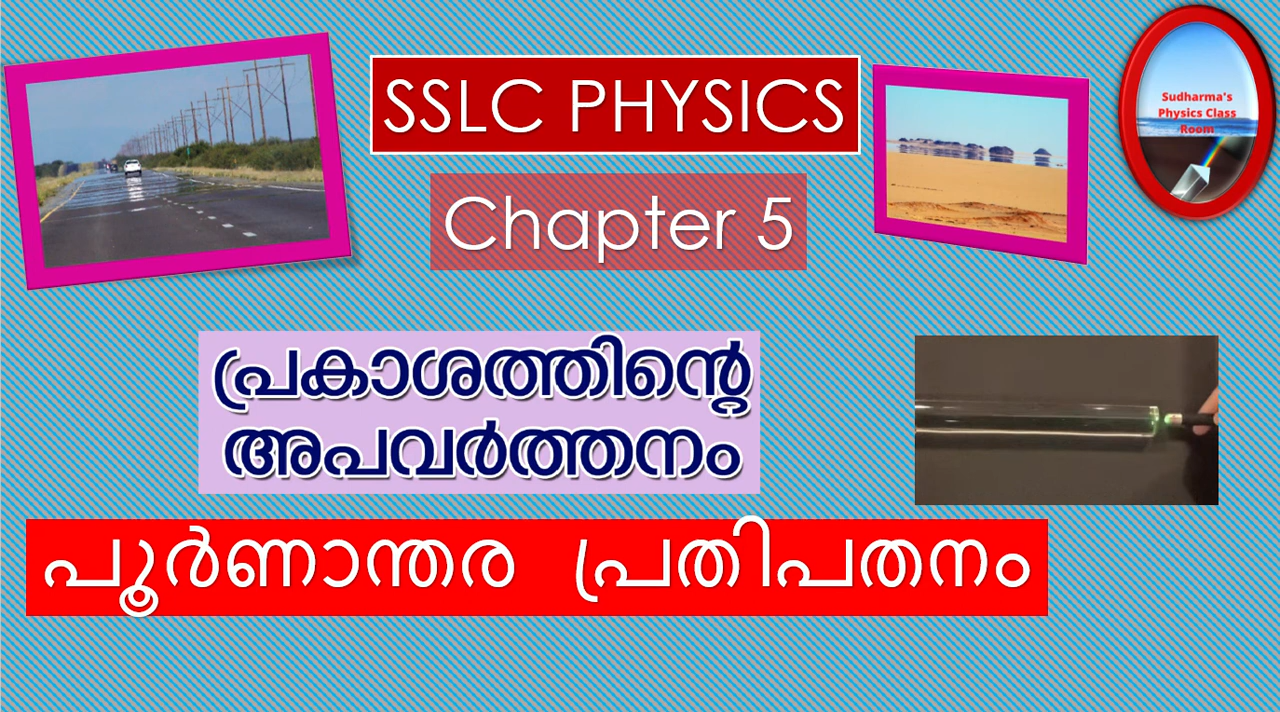 SSLC PHYSICS
Sudharma's
Physics Class
Room
Chapter 5
പ്രകാശത്തിന്റെ
അപവർത്തനം
പൂർണാന്തര പ്രതിപതനം